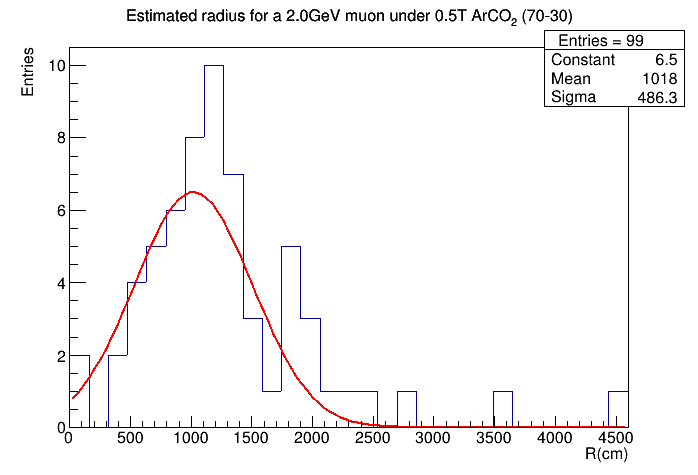 Estimated radius for a 2.0GeV muon under 0.5T ArCO2 (70-30)
Entries = 99
Constant 6.5
Mean 1018
Sigma 486.3
Entries
10
8
6
4
2
0
0 500 1000 1500 2000 2500 3000 3500 4000 4500
R(cm)